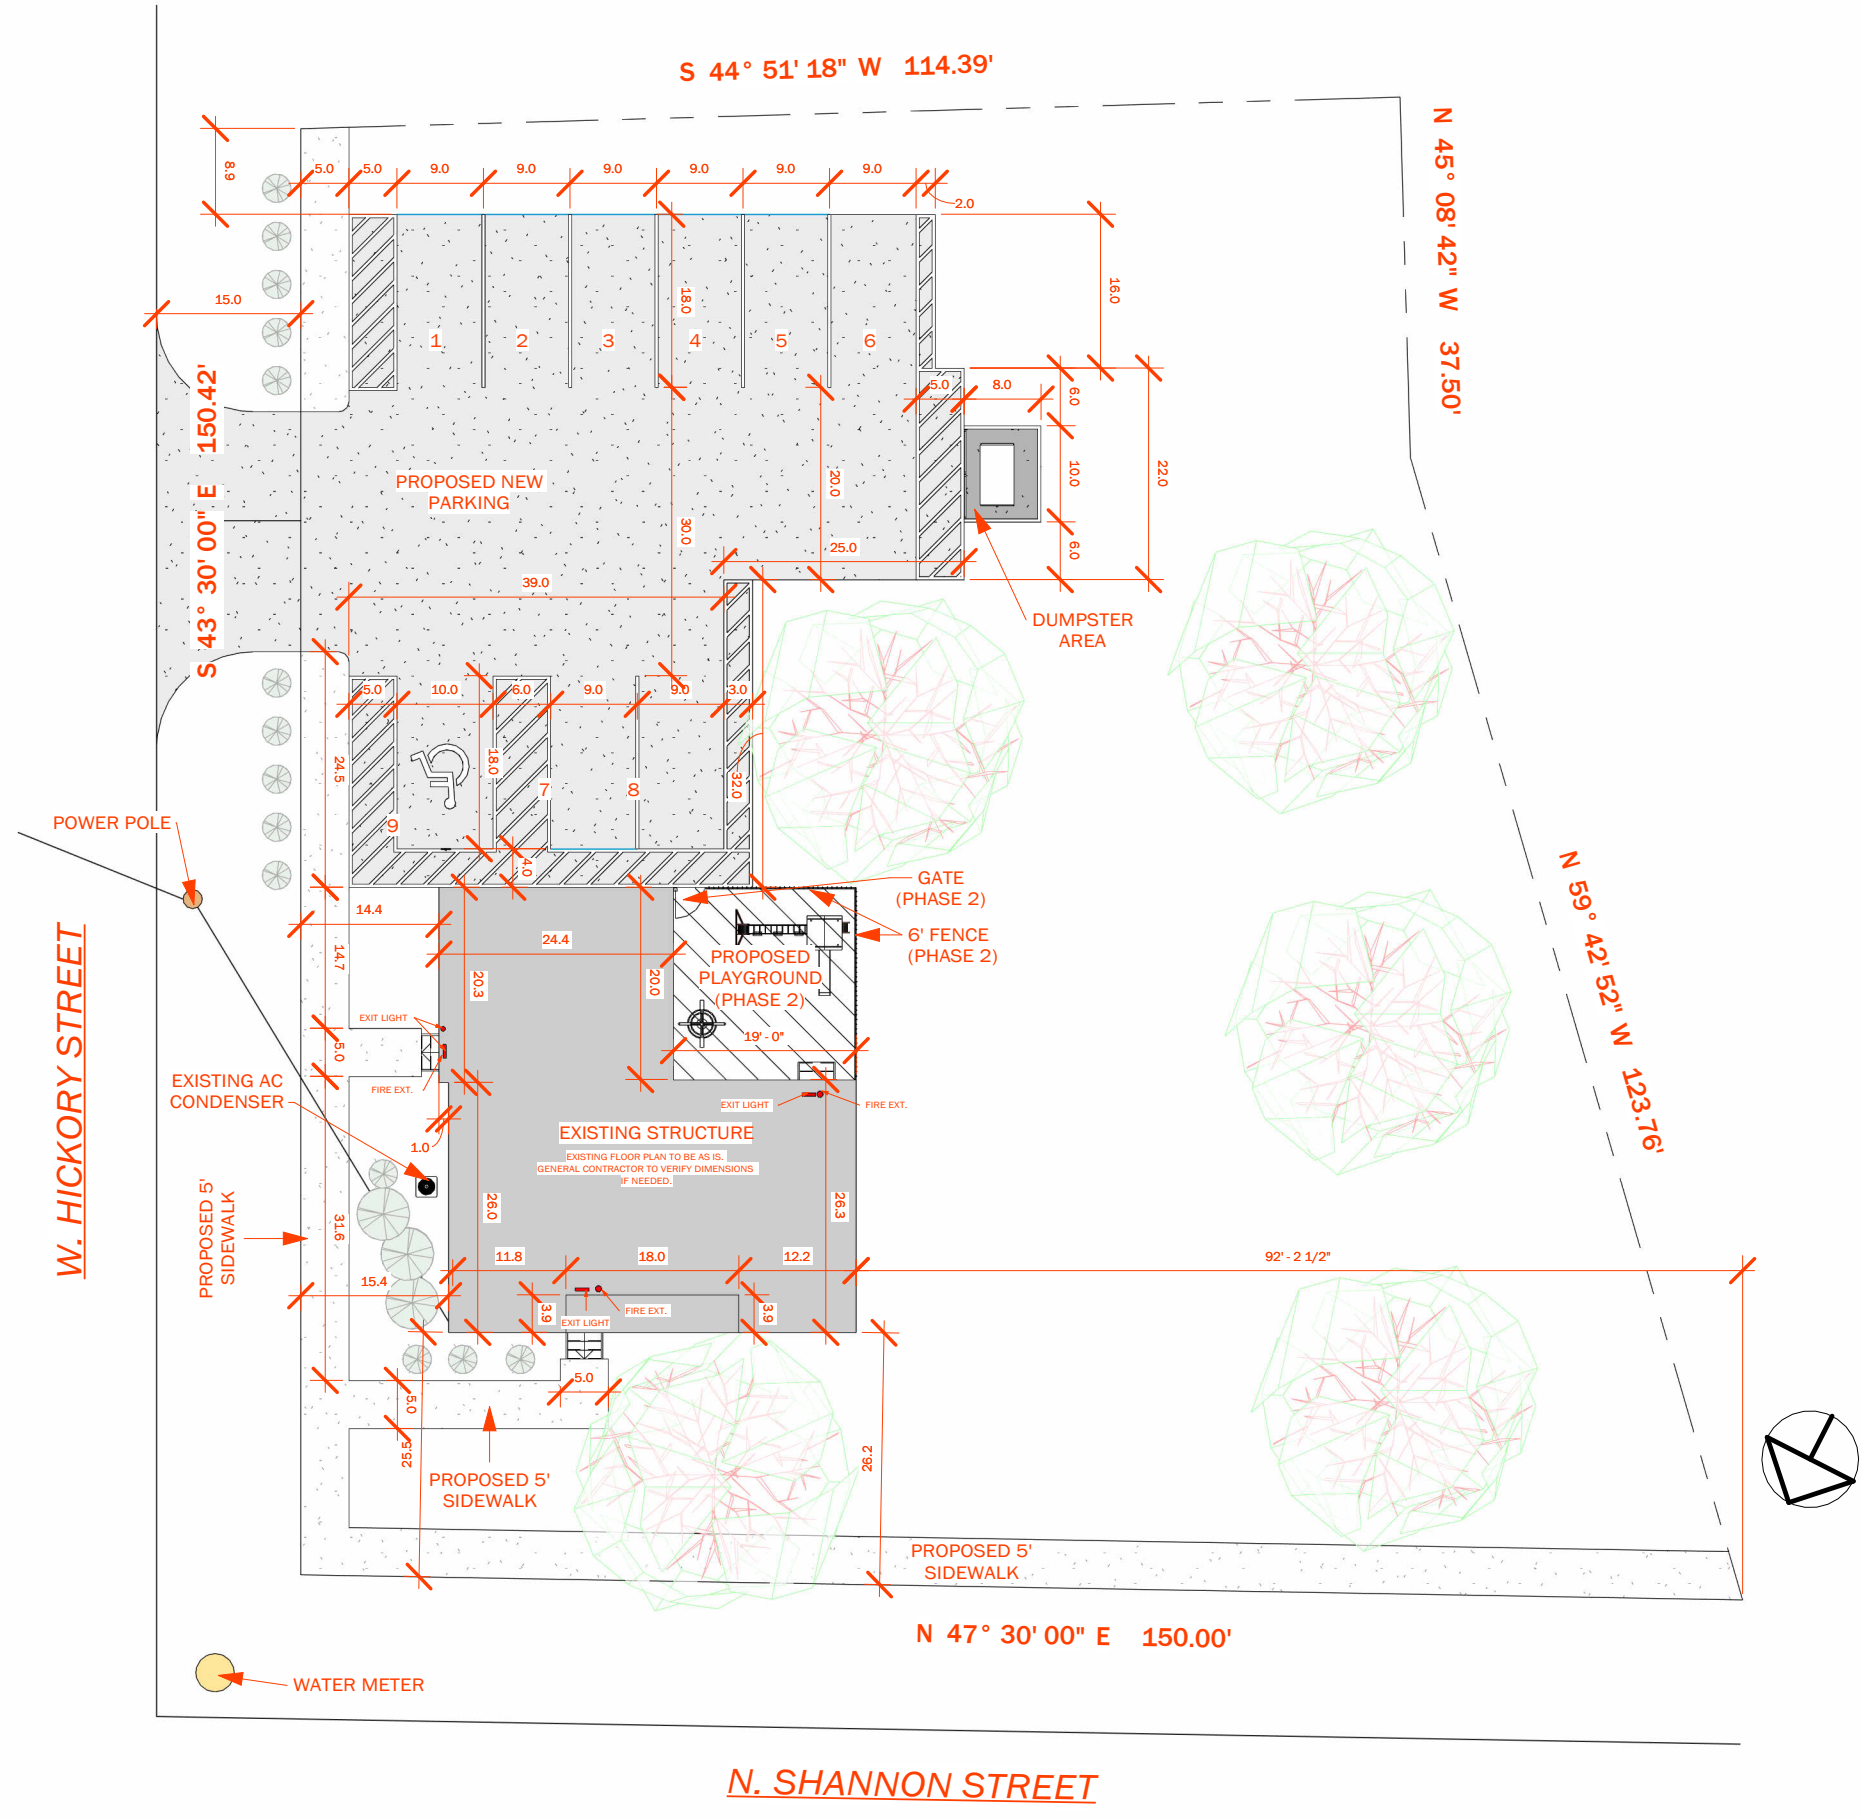 S 44° 51' 18" W 114.39'
N 45° 08' 42" W 37.50'
8.9
5.0
5.0
9.0
9.0
9.0
9.0
9.0
9.0
2.0
15.0
18.0
16.0
1
2
3
4
5
6
5.0
8.0
6.0
S 43° 30' 00" E 150.42'
PROPOSED NEW
PARKING
20.0
10.0
22.0
30.0
25.0
6.0
39.0
DUMPSTER
AREA
5.0
10.0
6.0
9.0
9.0
3.0
24.5
18.0
7
8
32.0
9
4.0
POWER POLE
N 59° 42' 52" W 123.76'
GATE
(PHASE 2)
6' FENCE
(PHASE 2)
14.4
24.4
14.7
20.3
20.0
PROPOSED
PLAYGROUND
(PHASE 2)
EXIT LIGHT
19' - 0"
5.0
EXISTING AC
CONDENSER
FIRE EXT.
EXIT LIGHT
FIRE EXT.
1.0
EXISTING STRUCTURE
EXISTING FLOOR PLAN TO BE AS IS.
GENERAL CONTRACTOR TO VERIFY DIMENSIONS
IF NEEDED.
W. HICKORY STREET
PROPOSED 5'
SIDEWALK
31.6
26.0
26.3
11.8
18.0
12.2
92' - 2 1/2"
15.4
3.9
EXIT LIGHT
FIRE EXT.
3.9
5.0
5.0
25.5
26.2
PROPOSED 5'
SIDEWALK
PROPOSED 5'
SIDEWALK
N 47° 30' 00" E 150.00'
WATER METER
N. SHANNON STREET